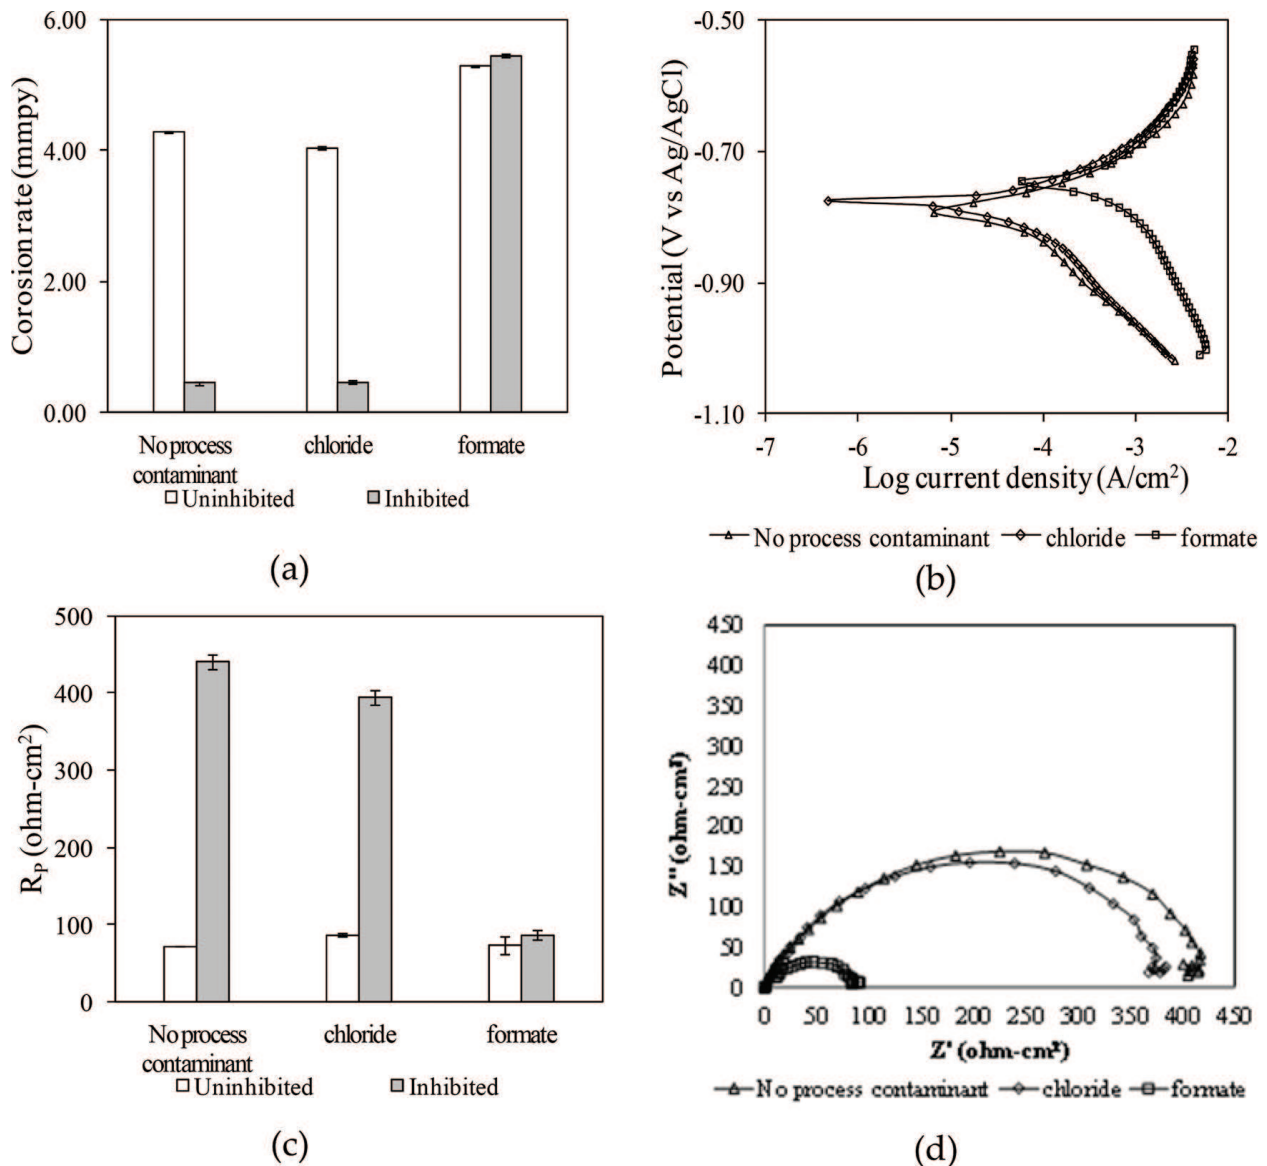 (a)
Corosion rate (mmpy)
6.00
4.00
2.00
0.00
No process
contaminant
chloride
formate
Uninhibited
Inhibited
(b)
Potential (V vs Ag/AgCl)
-0.50
-0.70
-0.90
-1.10
-7 -6 -5 -4 -3 -2
Log current density (A/cm²)
No process contaminant chloride formate
(c)
R_P (ohm-cm²)
500
400
300
200
100
0
No process
contaminant
chloride
formate
Uninhibited
Inhibited
(d)
Z'' (ohm-cm²)
450
400
350
300
250
200
150
100
50
0
0 50 100 150 200 250 300 350 400 450
Z' (ohm-cm²)
No process contaminant chloride formate